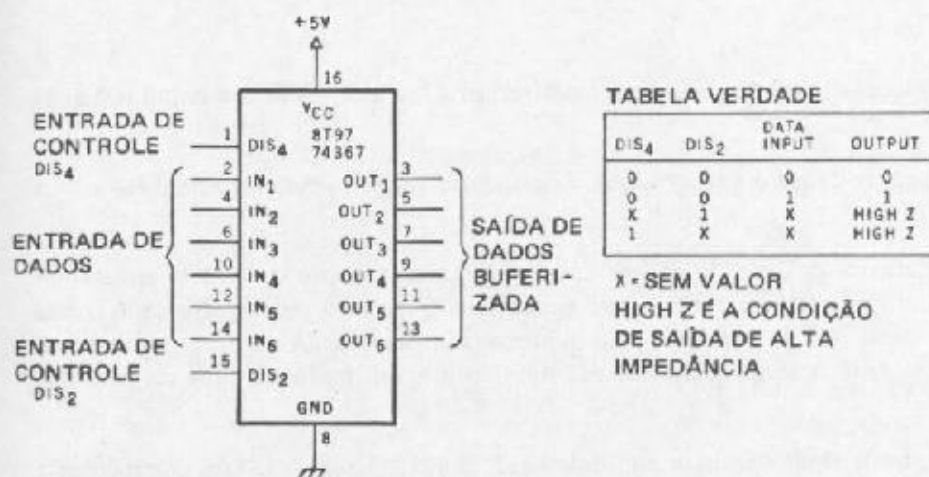 +5V
16
VCC
8T97
74367
ENTRADA DE
CONTROLE
DIS4
1
DIS4
ENTRADA DE
DADOS
2
IN1
4
IN2
6
IN3
10
IN4
12
IN5
14
IN6
ENTRADA DE
CONTROLE
DIS2
15
DIS2
GND
8
OUT1
3
OUT2
5
OUT3
7
OUT4
9
OUT5
11
OUT6
13
SAÍDA DE
DADOS
BUFERI-
ZADA
TABELA VERDADE
DIS4 DIS2 DATA INPUT OUTPUT
0 0 0 0
0 0 1 1
X 1 X HIGH Z
1 X X HIGH Z
X = SEM VALOR
HIGH Z É A CONDIÇÃO
DE SAÍDA DE ALTA
IMPEDÂNCIA